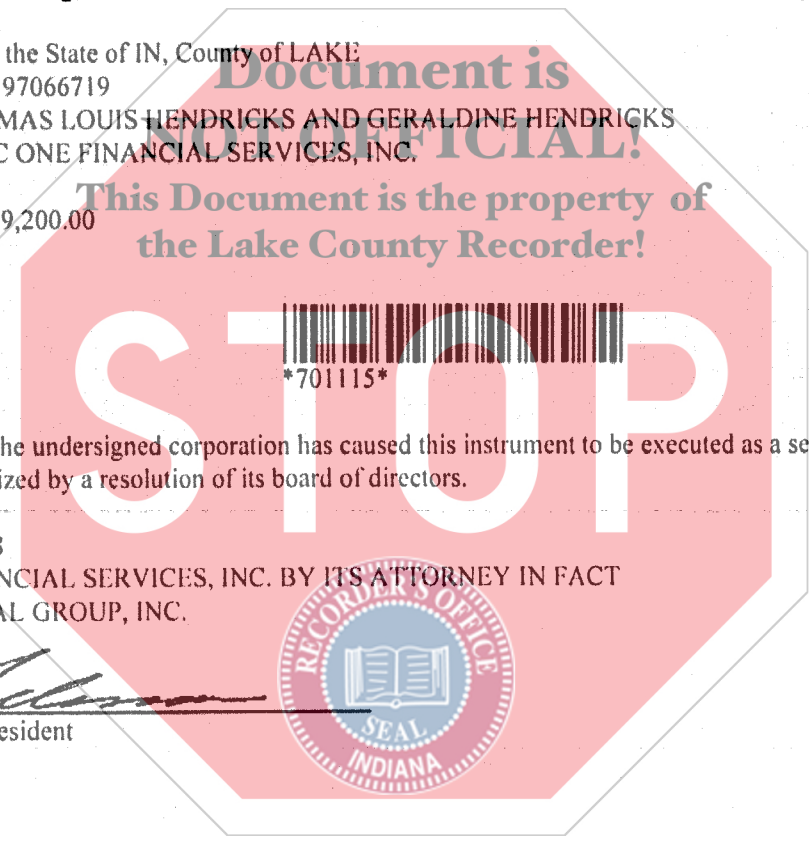 the State of IN, County of LAKE
Document is
97066719
MAS LOUIS HENDRICKS AND GERALDINE HENDRICKS
NOT OFFICIAL!
C ONE FINANCIAL SERVICES, INC.
This Document is the property of
9,200.00
the Lake County Recorder!
STOP
*701115*
he undersigned corporation has caused this instrument to be executed as a se
ized by a resolution of its board of directors.
NCIAL SERVICES, INC. BY ITS ATTORNEY IN FACT
AL GROUP, INC.
RECORDER'S OFFICE
SEAL
INDIANA
esident